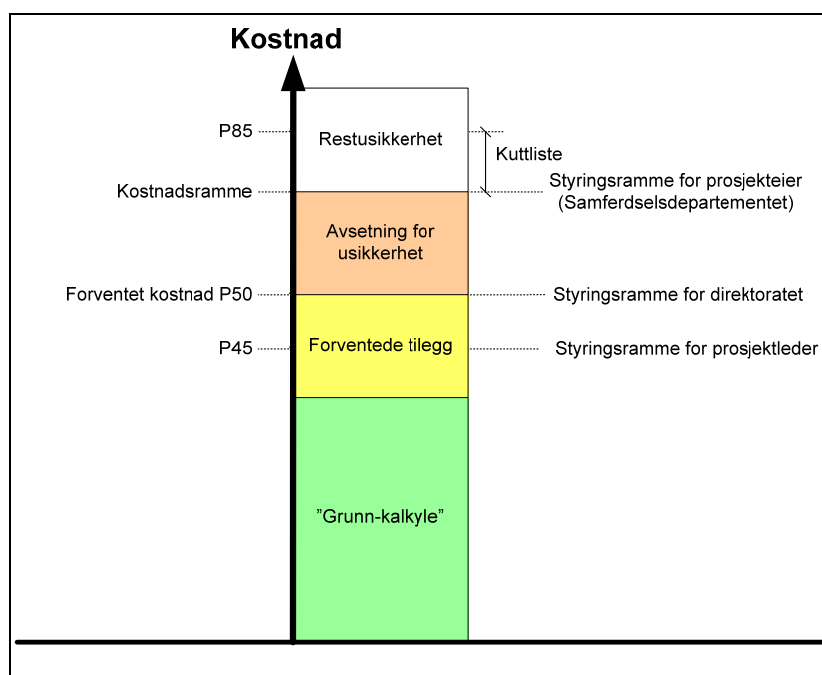 Kostnad
P85
Restusikkerhet
Kuttliste
Kostnadsramme
Styringsramme for prosjekteier
(Samferdselsdepartementet)
Avsetning for
usikkerhet
Forventet kostnad P50
Styringsramme for direktoratet
P45
Forventede tilegg
Styringsramme for prosjektleder
”Grunn-kalkyle”